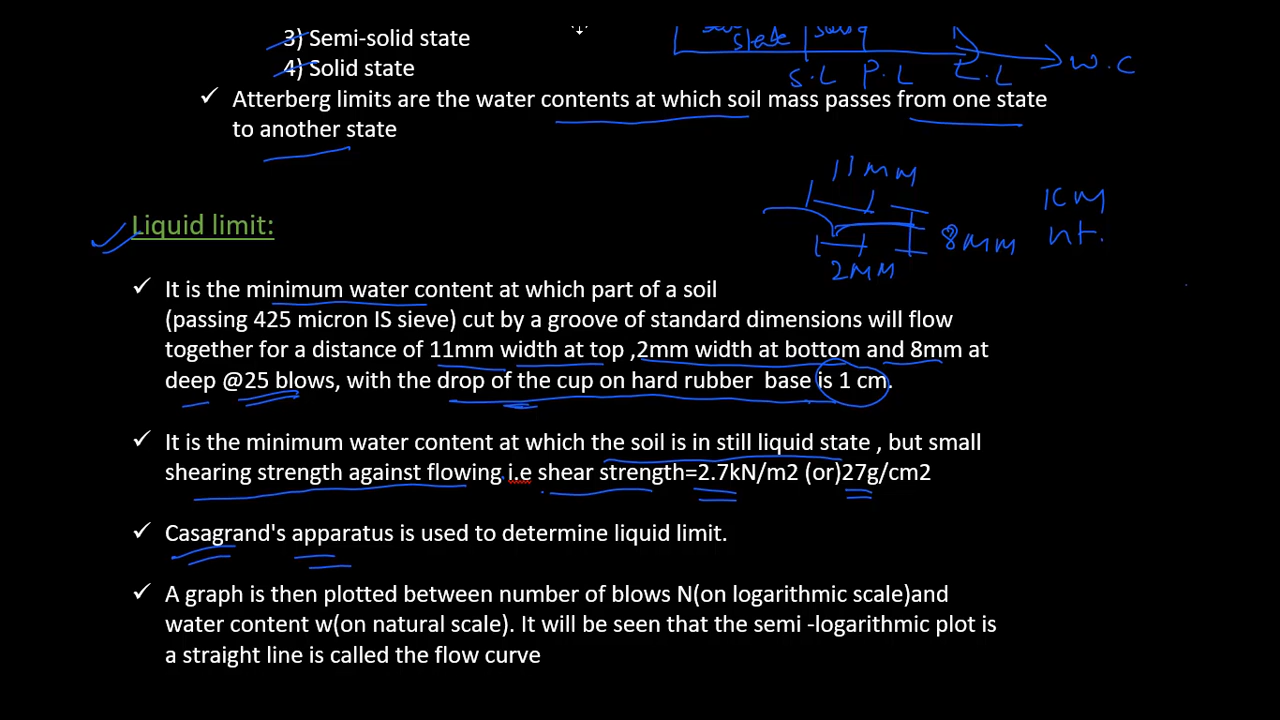 3) Semi-solid state
4) Solid state
state
S.L P.L L.L W.C
✓ Atterberg limits are the water contents at which soil mass passes from one state
to another state
11MM
1CM
ht.
8MM
2MM
Liquid limit:
✓ It is the minimum water content at which part of a soil
(passing 425 micron IS sieve) cut by a groove of standard dimensions will flow
together for a distance of 11mm width at top ,2mm width at bottom and 8mm at
deep @25 blows, with the drop of the cup on hard rubber base is 1 cm.
✓ It is the minimum water content at which the soil is in still liquid state , but small
shearing strength against flowing i.e shear strength=2.7kN/m2 (or)27g/cm2
✓ Casagrand's apparatus is used to determine liquid limit.
✓ A graph is then plotted between number of blows N(on logarithmic scale)and
water content w(on natural scale). It will be seen that the semi -logarithmic plot is
a straight line is called the flow curve